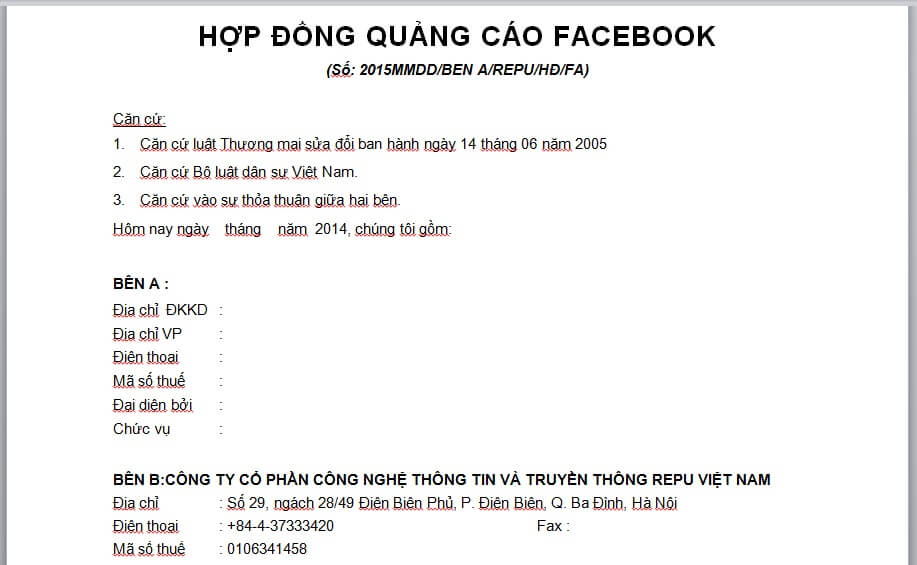 HỢP ĐỒNG QUẢNG CÁO FACEBOOK
(Số: 2015MMDD/BEN A/REPU/HĐ/FA)
Căn cứ:
1. Căn cứ luật Thương mại sửa đổi ban hành ngày 14 tháng 06 năm 2005
2. Căn cứ Bộ luật dân sự Việt Nam.
3. Căn cứ vào sự thỏa thuận giữa hai bên.
Hôm nay ngày tháng năm 2014, chúng tôi gồm:
BÊN A :
Địa chỉ ĐKKD :
Địa chỉ VP :
Điện thoại :
Mã số thuế :
Đại diện bởi :
Chức vụ :
BÊN B:CÔNG TY CỔ PHẦN CÔNG NGHỆ THÔNG TIN VÀ TRUYỀN THÔNG REPU VIỆT NAM
Địa chỉ : Số 29, ngách 28/49 Điện Biên Phủ, P. Điện Biên, Q. Ba Đình, Hà Nội
Điện thoại : +84-4-37333420 Fax :
Mã số thuế : 0106341458